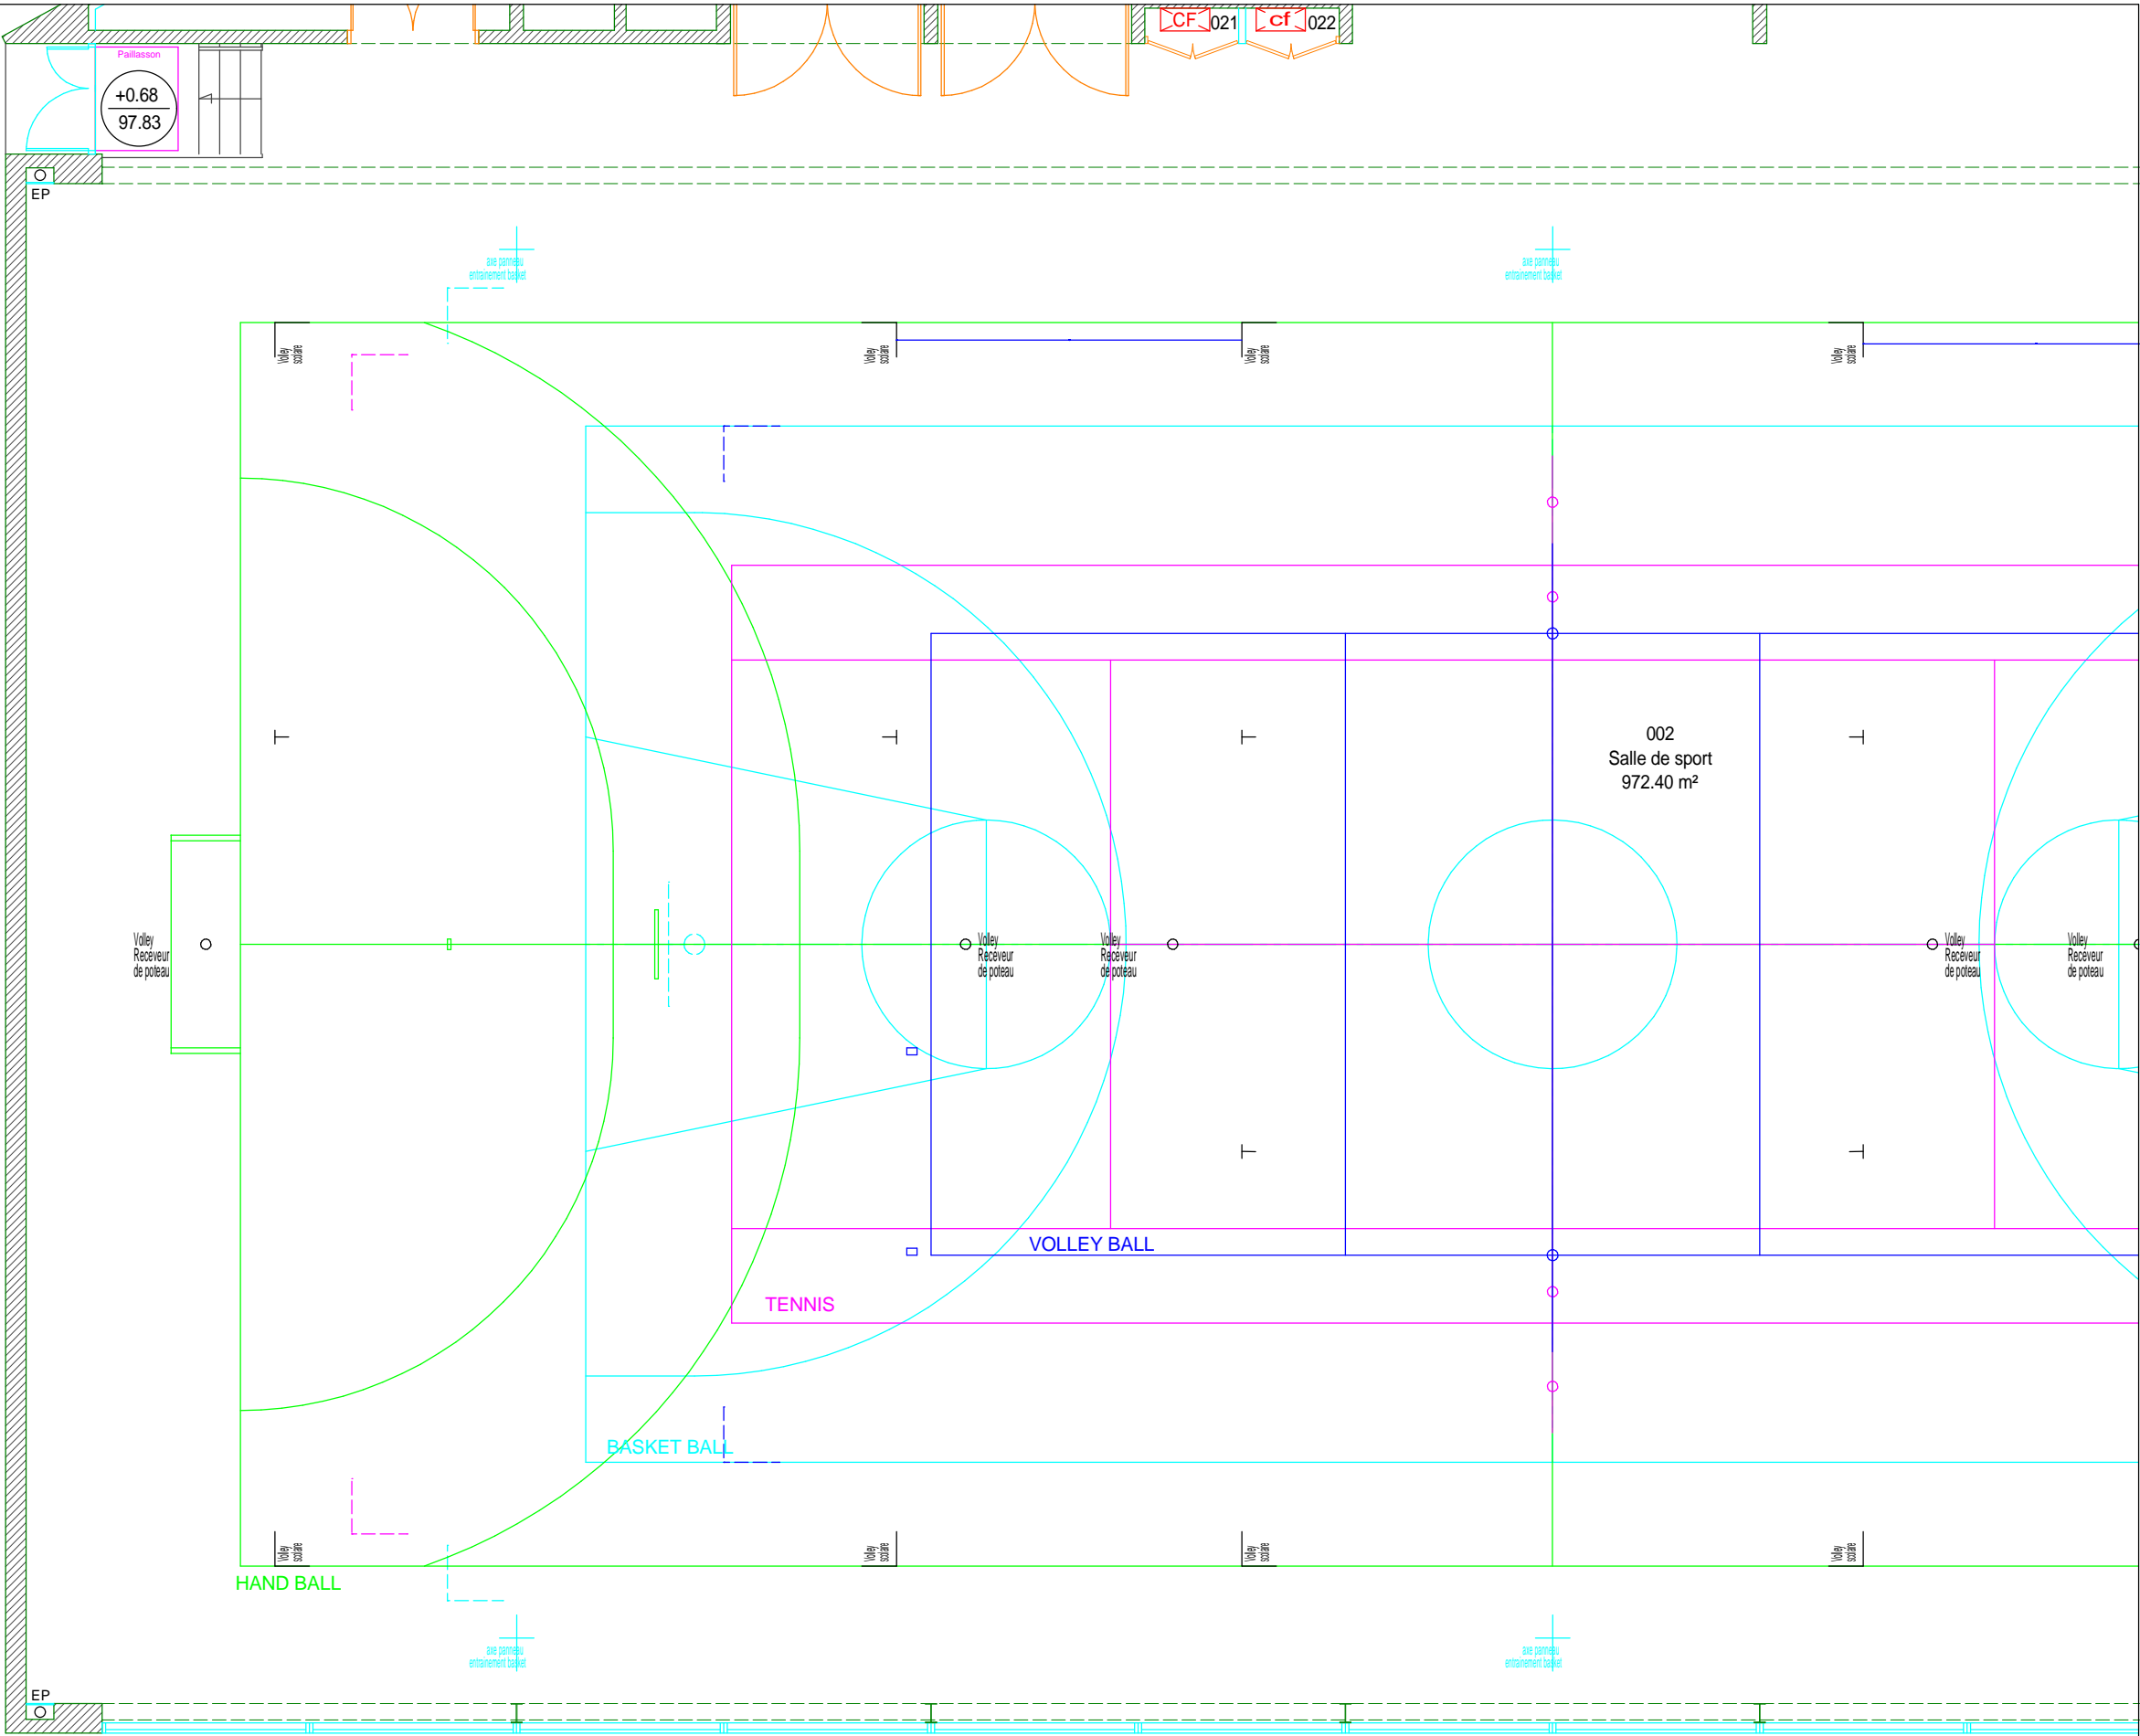 CF
021
cf
022
Paillasson
+0.68
97.83
EP
axe panneau
entrainement basket
axe panneau
entrainement basket
Volley
scolaire
Volley
scolaire
Volley
scolaire
Volley
scolaire
002
Salle de sport
972.40 m²
Volley
Receveur
de poteau
Volley
Receveur
de poteau
Volley
Receveur
de poteau
Volley
Receveur
de poteau
Volley
Receveur
de poteau
VOLLEY BALL
TENNIS
BASKET BALL
Volley
scolaire
Volley
scolaire
Volley
scolaire
Volley
scolaire
HAND BALL
axe panneau
entrainement basket
axe panneau
entrainement basket
EP